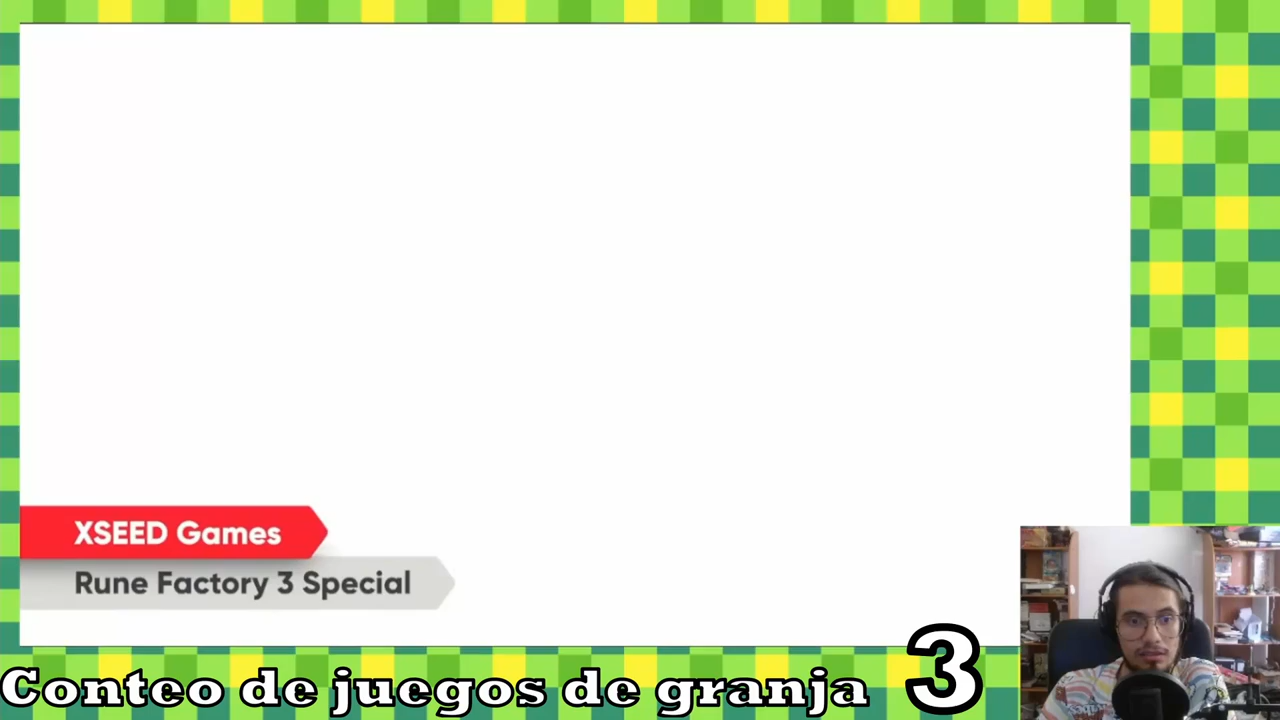 XSEED Games
Rune Factory 3 Special
Conteo de juegos de granja 3